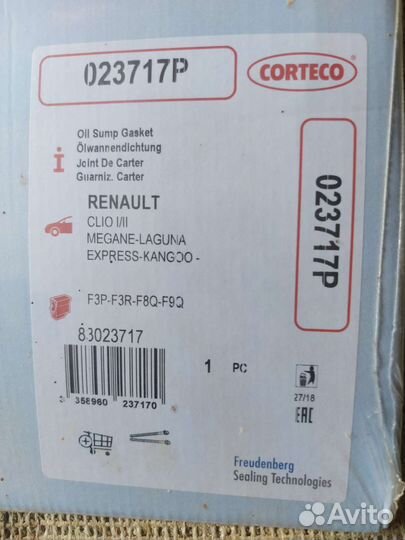 023717P
CORTECO
Oil Sump Gasket
Ölwannendichtung
Joint De Carter
Guarniz. Carter
RENAULT
CLIO I/II
MEGANE-LAGUNA
EXPRESS-KANGOO -
F3P-F3R-F8Q-F9Q
83023717
1 PC
3 358960 237170
27/18
EAC
023717P
Freudenberg
Sealing Technologies
Avito